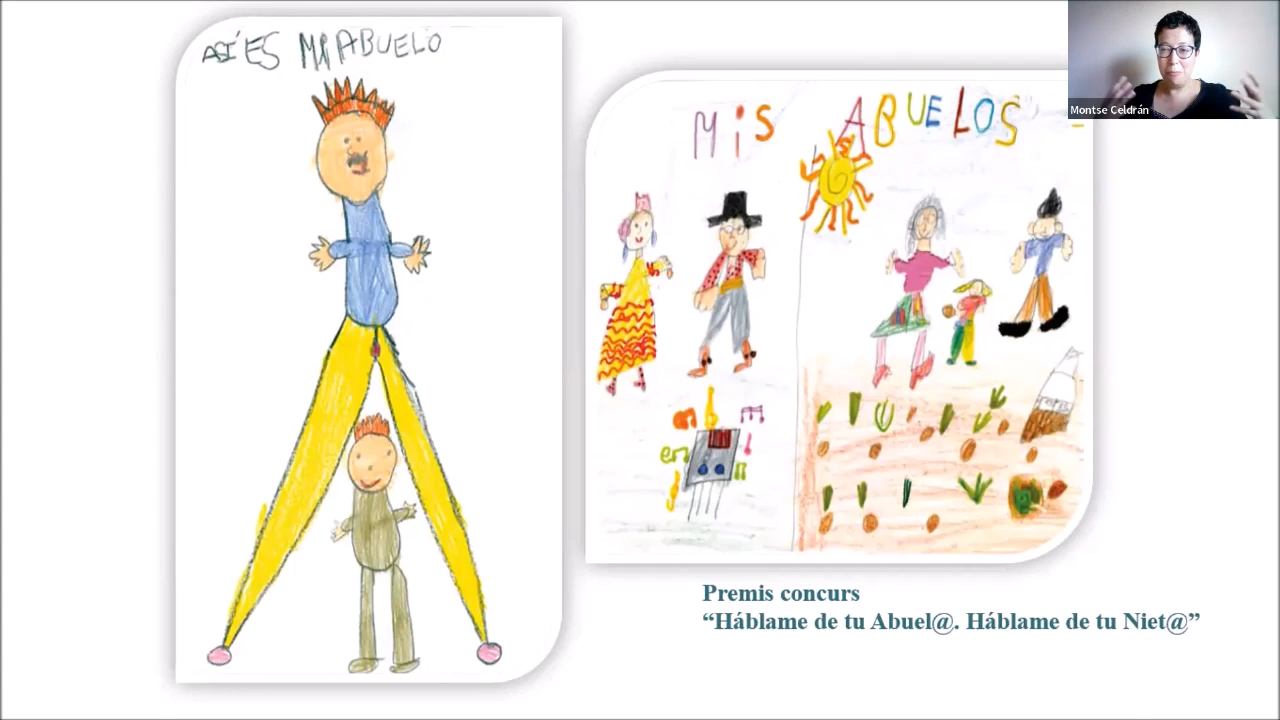 ASÍ ES MI ABUELO
MiS ABUELOS
Montse Celdrán
Premis concurs
“Háblame de tu Abuel@. Háblame de tu Niet@”